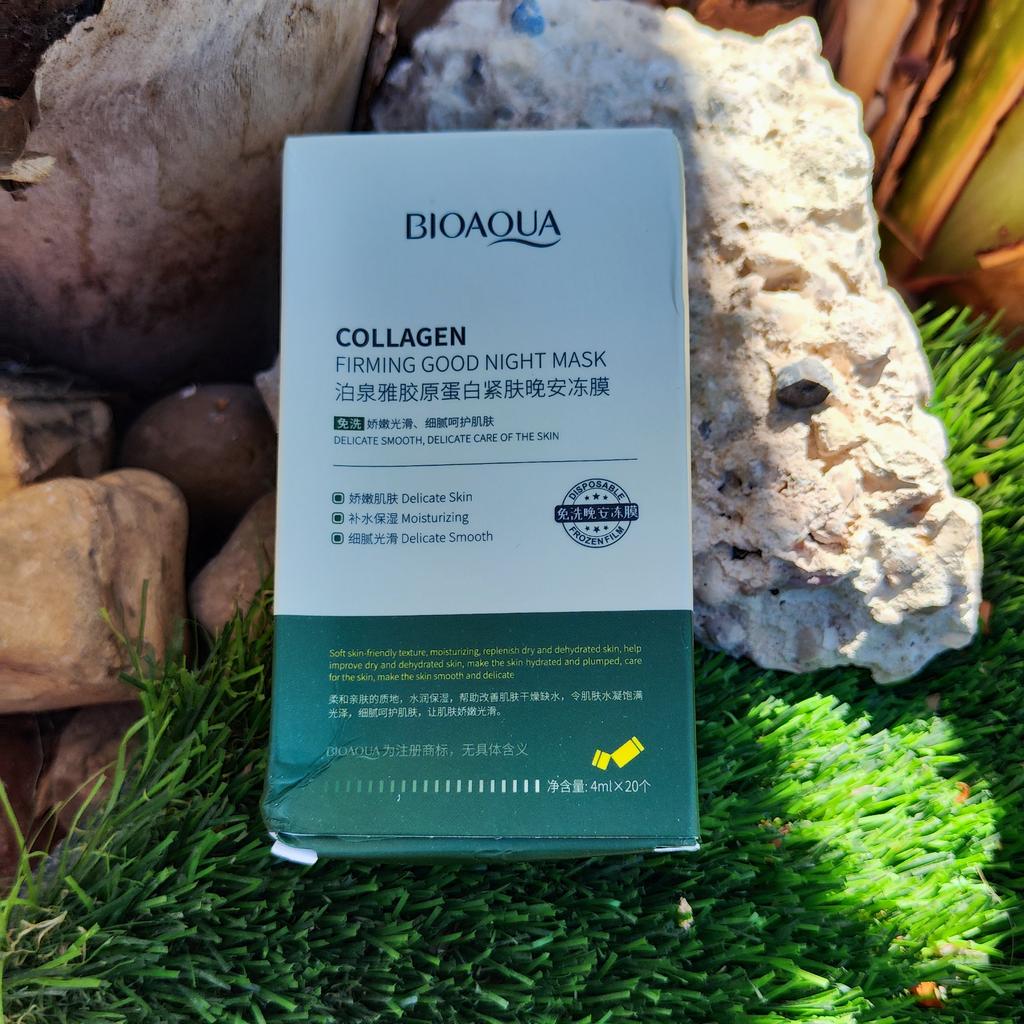 BIOAQUA
COLLAGEN
FIRMING GOOD NIGHT MASK
泊泉雅胶原蛋白紧肤晚安冻膜
免洗 娇嫩光滑、细腻呵护肌肤
DELICATE SMOOTH, DELICATE CARE OF THE SKIN
娇嫩肌肤 Delicate Skin
补水保湿 Moisturizing
细腻光滑 Delicate Smooth
DISPOSABLE
免洗晚安冻膜
FROZEN FILM
Soft skin-friendly texture, moisturizing, replenish dry and dehydrated skin, help
improve dry and dehydrated skin, make the skin hydrated and plumped, care
for the skin, make the skin smooth and delicate
柔和亲肤的质地，水润保湿，帮助改善肌肤干燥缺水，令肌肤水凝饱满
光泽，细腻呵护肌肤，让肌肤娇嫩光滑。
BIOAQUA为注册商标，无具体含义
净含量: 4ml×20个